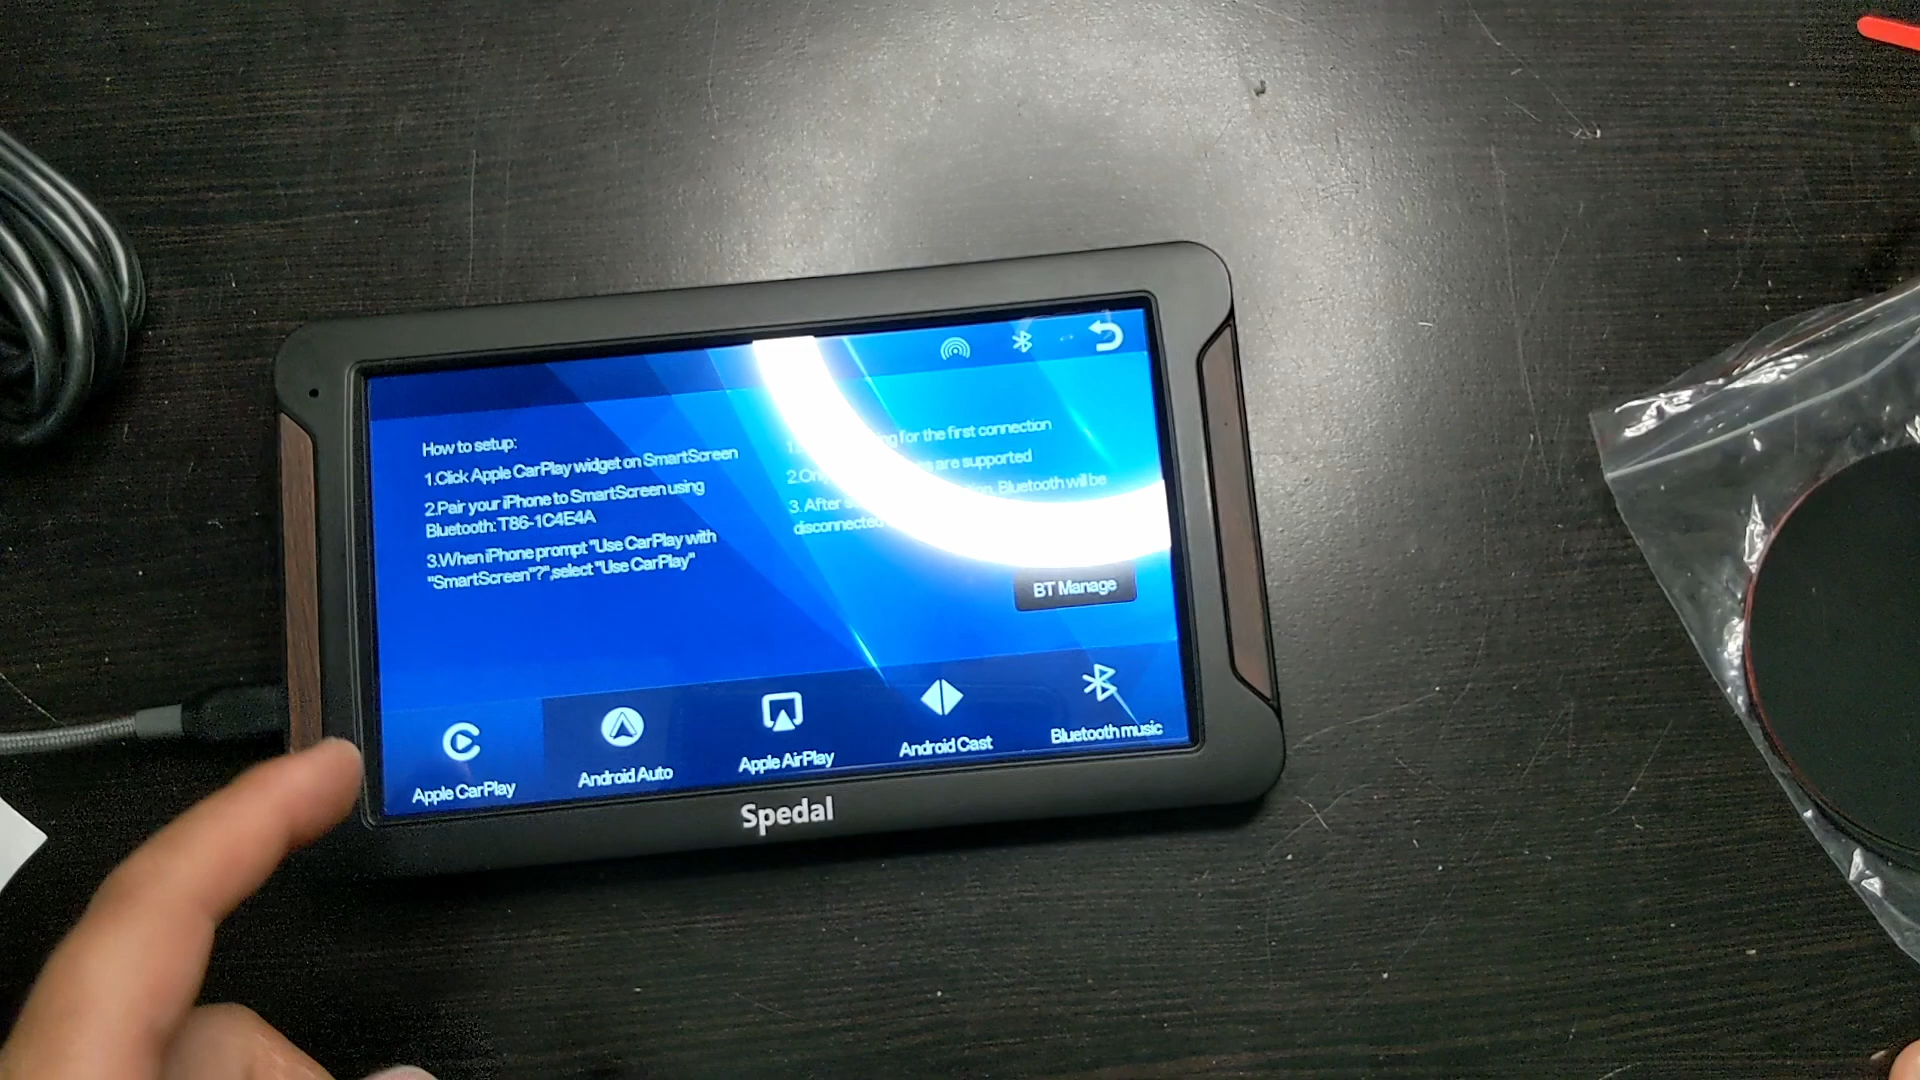 How to setup:
1.Click Apple CarPlay widget on SmartScreen
2.Pair your iPhone to SmartScreen using
Bluetooth: T86-1C4E4A
3.When iPhone prompt "Use CarPlay with
"SmartScreen"?",select "Use CarPlay"
for the first connection
are supported
3. After Bluetooth will be
disconnected
BT Manage
Apple CarPlay
Android Auto
Apple AirPlay
Android Cast
Bluetooth music
Spedal